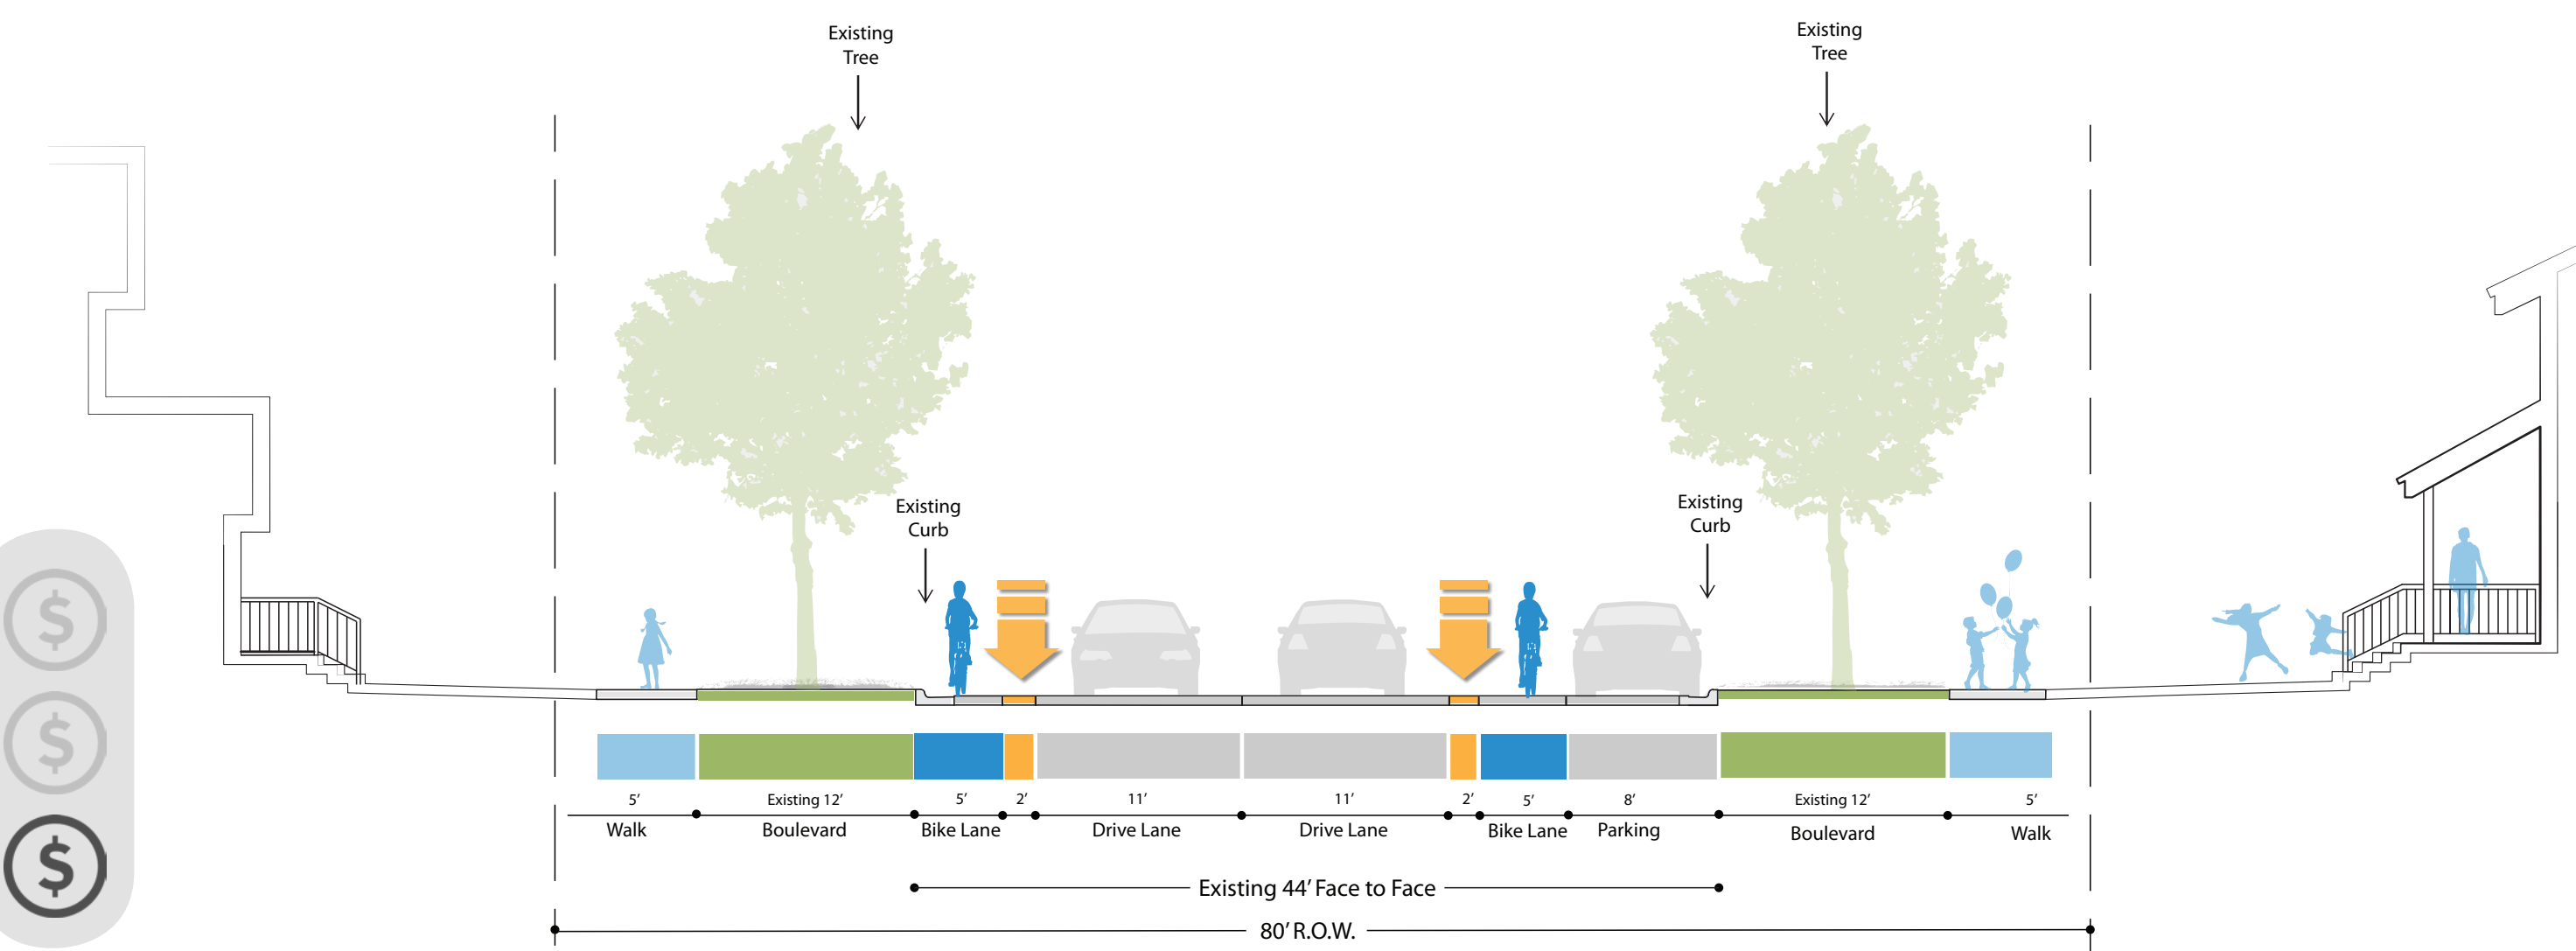 Existing
Tree
Existing
Tree
Existing
Curb
Existing
Curb
$
$
$
5’ Existing 12’ 5’ 2’ 11’ 11’ 2’ 5’ 8’ Existing 12’ 5’
Walk Boulevard Bike Lane Drive Lane Drive Lane Bike Lane Parking Boulevard Walk
Existing 44’ Face to Face
80’ R.O.W.